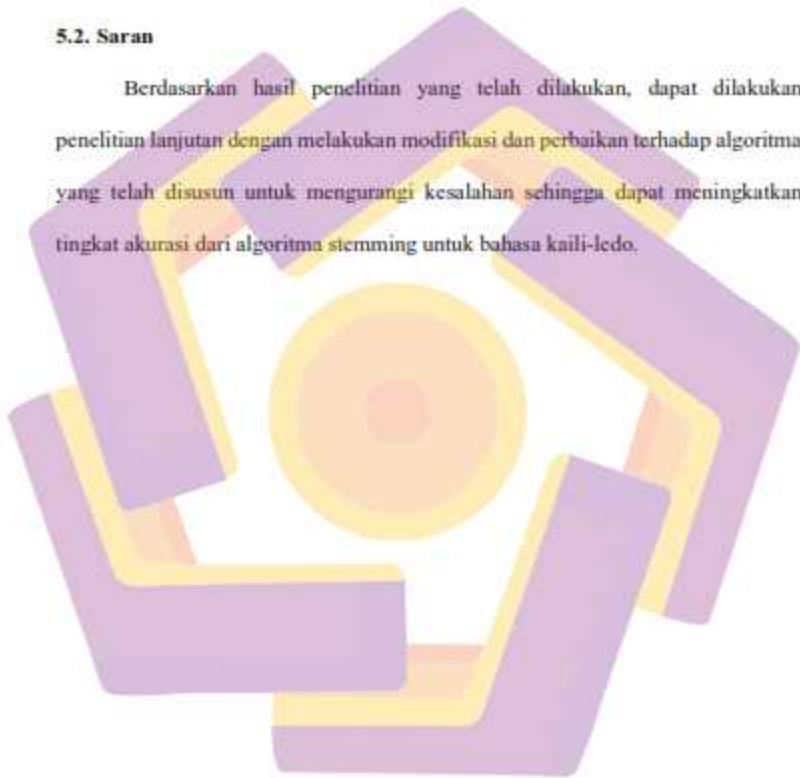 5.2. Saran
Berdasarkan hasil penelitian yang telah dilakukan, dapat dilakukan
penelitian lanjutan dengan melakukan modifikasi dan perbaikan terhadap algoritma
yang telah disusun untuk mengurangi kesalahan sehingga dapat meningkatkan
tingkat akurasi dari algoritma stemming untuk bahasa kaili-ledo.